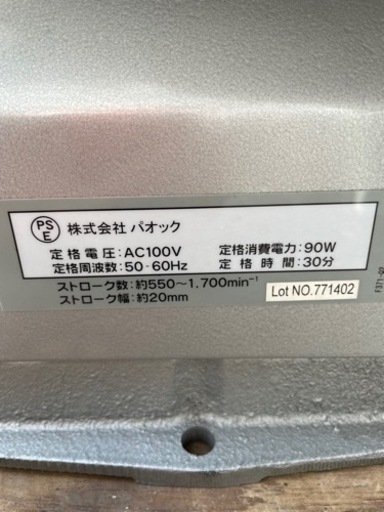 PSE 株式会社 パオック
定格電圧:AC100V 定格消費電力:90W
定格周波数:50・60Hz 定格時間:30分
ストローク数:約550～1,700min⁻¹
ストローク幅:約20mm
Lot NO.771402